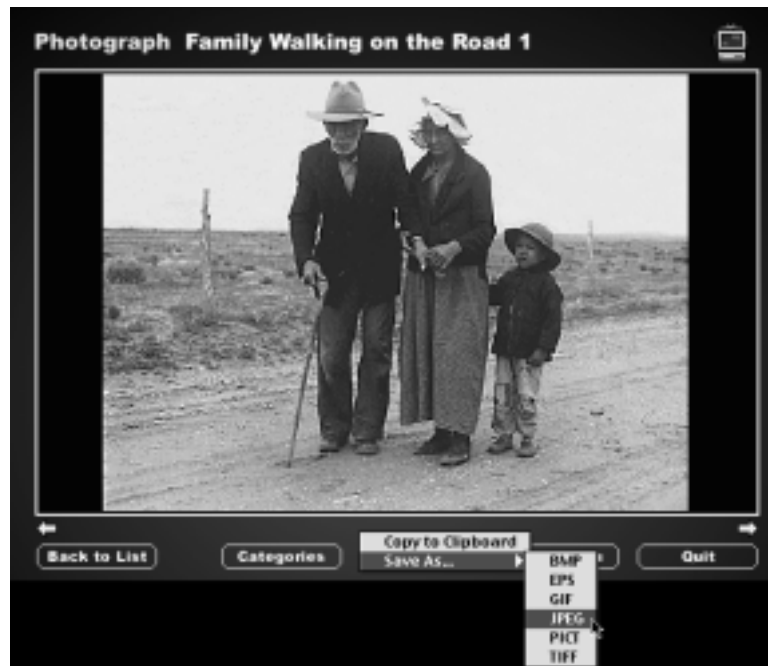 Photograph Family Walking on the Road 1
Back to List
Categories
Copy to Clipboard
Save As...
Quit
BMP
EPS
GIF
JPEG
PICT
TIFF